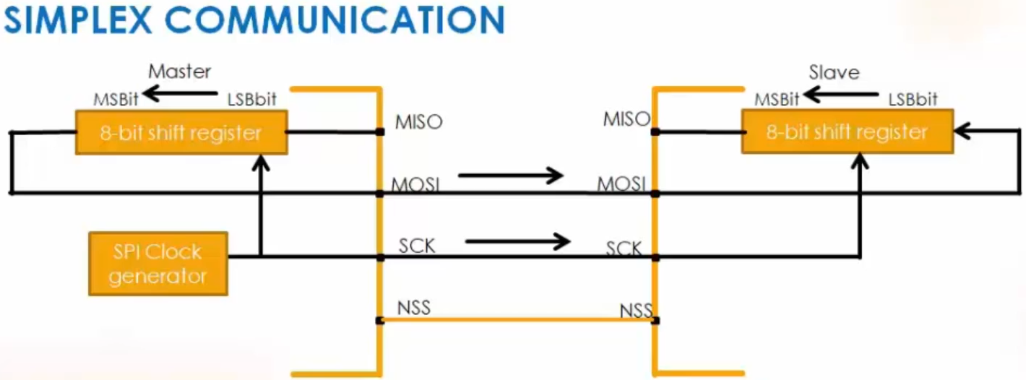 SIMPLEX COMMUNICATION
Master
MSBit LSBbit
8-bit shift register
MISO
MOSI
SPI Clock
generator
SCK
NSS
Slave
MSBit LSBbit
MISO
8-bit shift register
MOSI
SCK
NSS